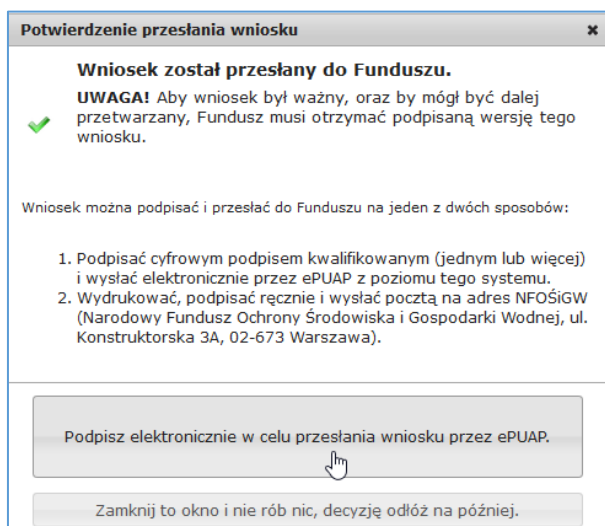 Potwierdzenie przesłania wniosku
Wniosek został przesłany do Funduszu.
UWAGA! Aby wniosek był ważny, oraz by mógł być dalej
przetwarzany, Fundusz musi otrzymać podpisaną wersję tego
wniosku.
Wniosek można podpisać i przesłać do Funduszu na jeden z dwóch sposobów:
1. Podpisać cyfrowym podpisem kwalifikowanym (jednym lub więcej)
i wysłać elektronicznie przez ePUAP z poziomu tego systemu.
2. Wydrukować, podpisać ręcznie i wysłać pocztą na adres NFOŚiGW
(Narodowy Fundusz Ochrony Środowiska i Gospodarki Wodnej, ul.
Konstruktorska 3A, 02-673 Warszawa).
Podpisz elektronicznie w celu przesłania wniosku przez ePUAP.
Zamknij to okno i nie rób nic, decyzję odłóż na później.